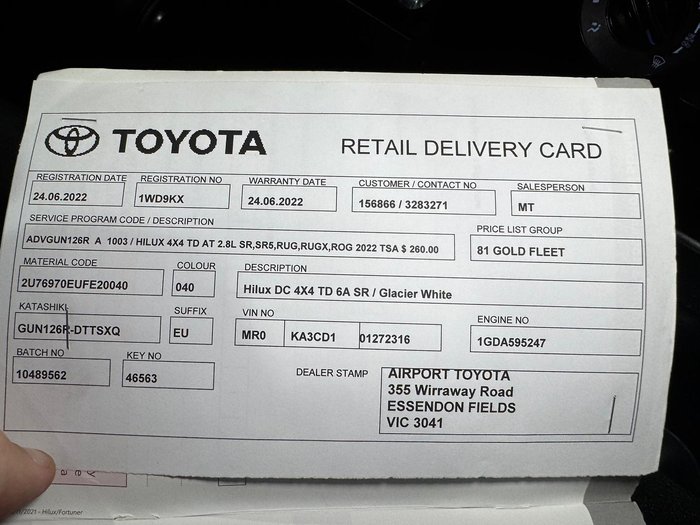 TOYOTA
RETAIL DELIVERY CARD
REGISTRATION DATE
24.06.2022
REGISTRATION NO
1WD9KX
WARRANTY DATE
24.06.2022
CUSTOMER / CONTACT NO
156866 / 3283271
SALESPERSON
MT
SERVICE PROGRAM CODE / DESCRIPTION
ADVGUN126R A 1003 / HILUX 4X4 TD AT 2.8L SR,SR5,RUG,RUGX,ROG 2022 TSA $ 260.00
PRICE LIST GROUP
81 GOLD FLEET
MATERIAL CODE
2U76970EUFE20040
COLOUR
040
DESCRIPTION
Hilux DC 4X4 TD 6A SR / Glacier White
KATASHIKI
GUN126R-DTTSXQ
SUFFIX
EU
VIN NO
MR0 KA3CD1 01272316
ENGINE NO
1GDA595247
BATCH NO
10489562
KEY NO
46563
DEALER STAMP
AIRPORT TOYOTA
355 Wirraway Road
ESSENDON FIELDS
VIC 3041
/2021 - Hilux/Fortuner